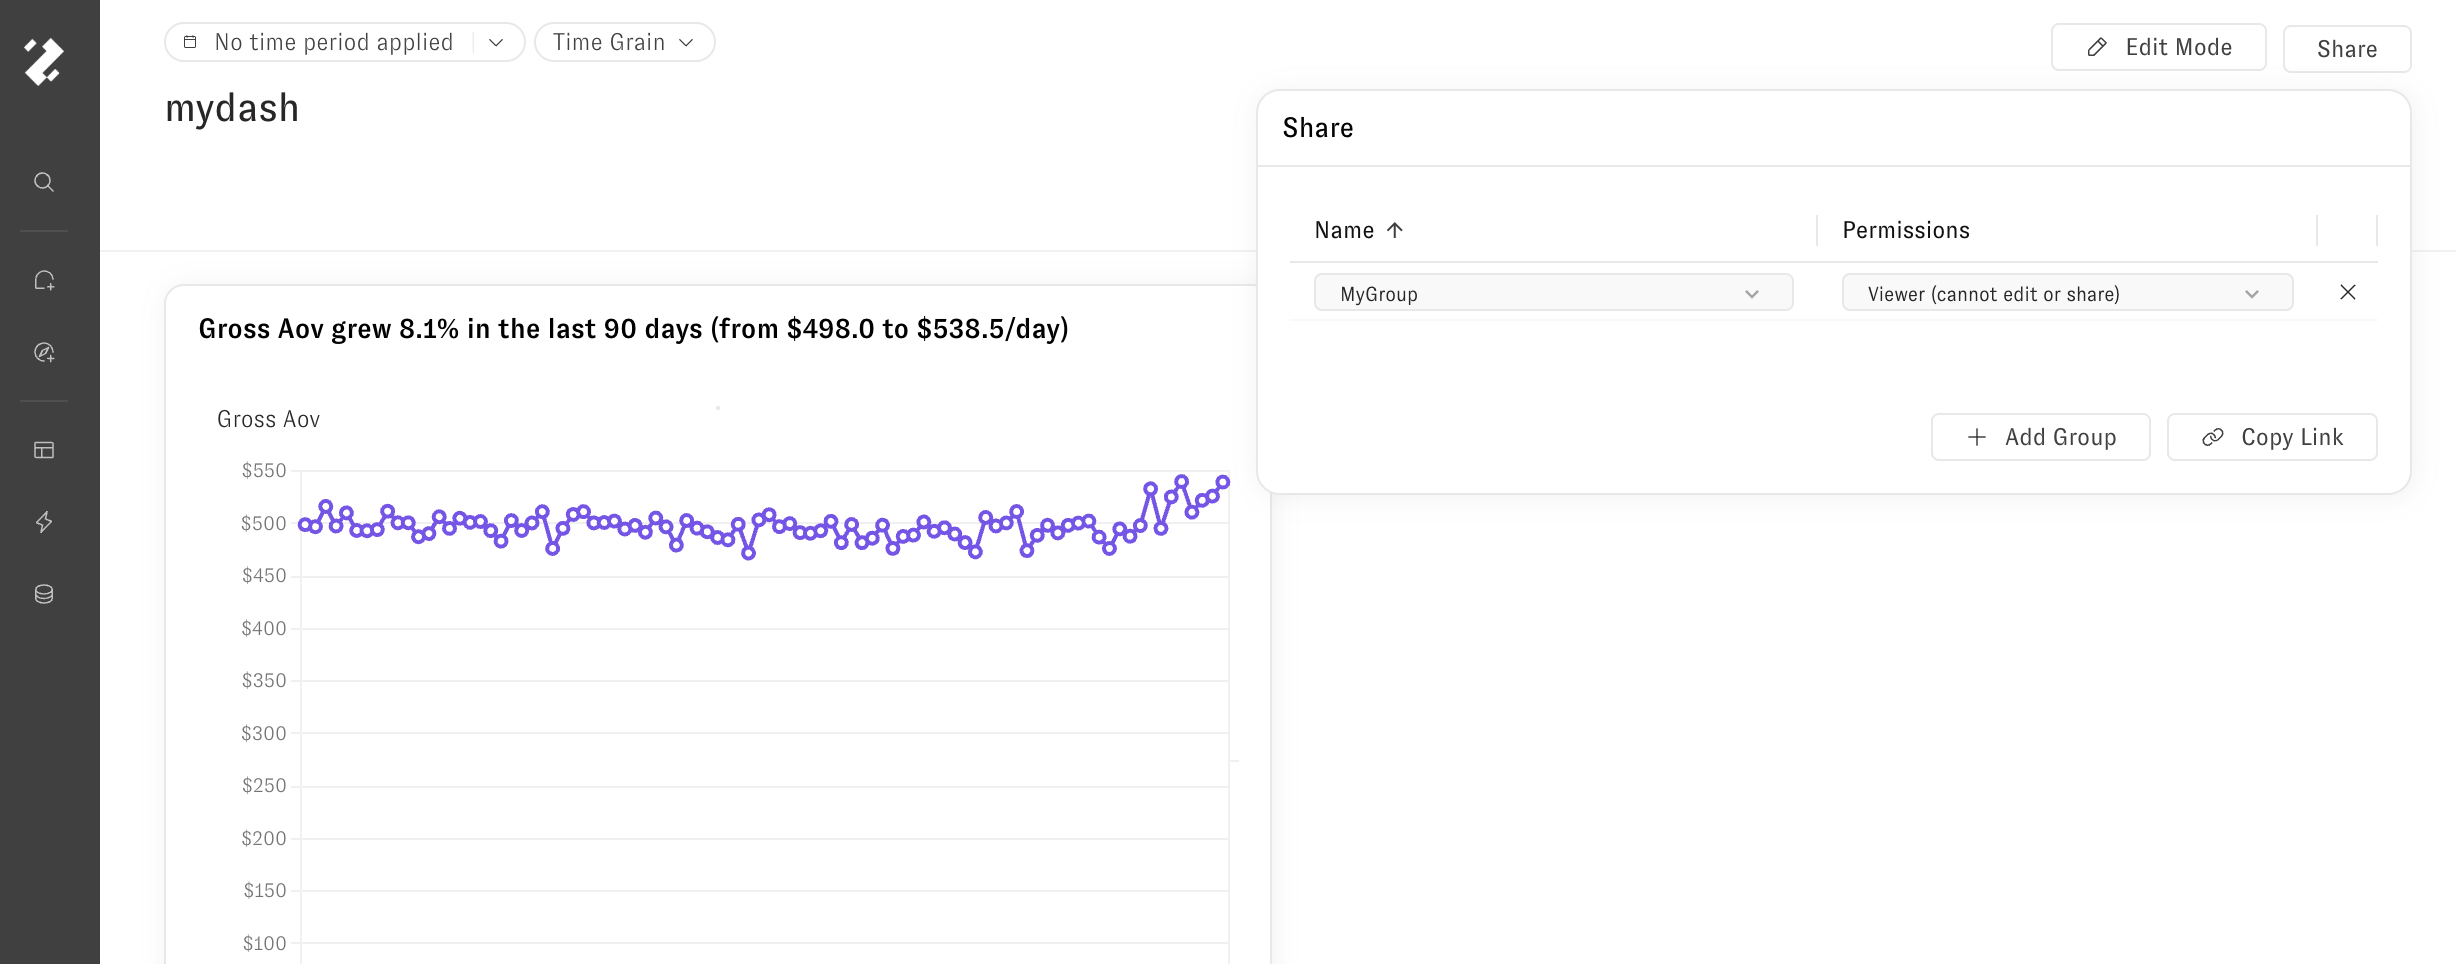 No time period applied
Time Grain
Edit Mode
Share
mydash
Share
Name
Permissions
MyGroup
Viewer (cannot edit or share)
Add Group
Copy Link
Gross Aov grew 8.1% in the last 90 days (from $498.0 to $538.5/day)
Gross Aov
$550
$500
$450
$400
$350
$300
$250
$200
$150
$100